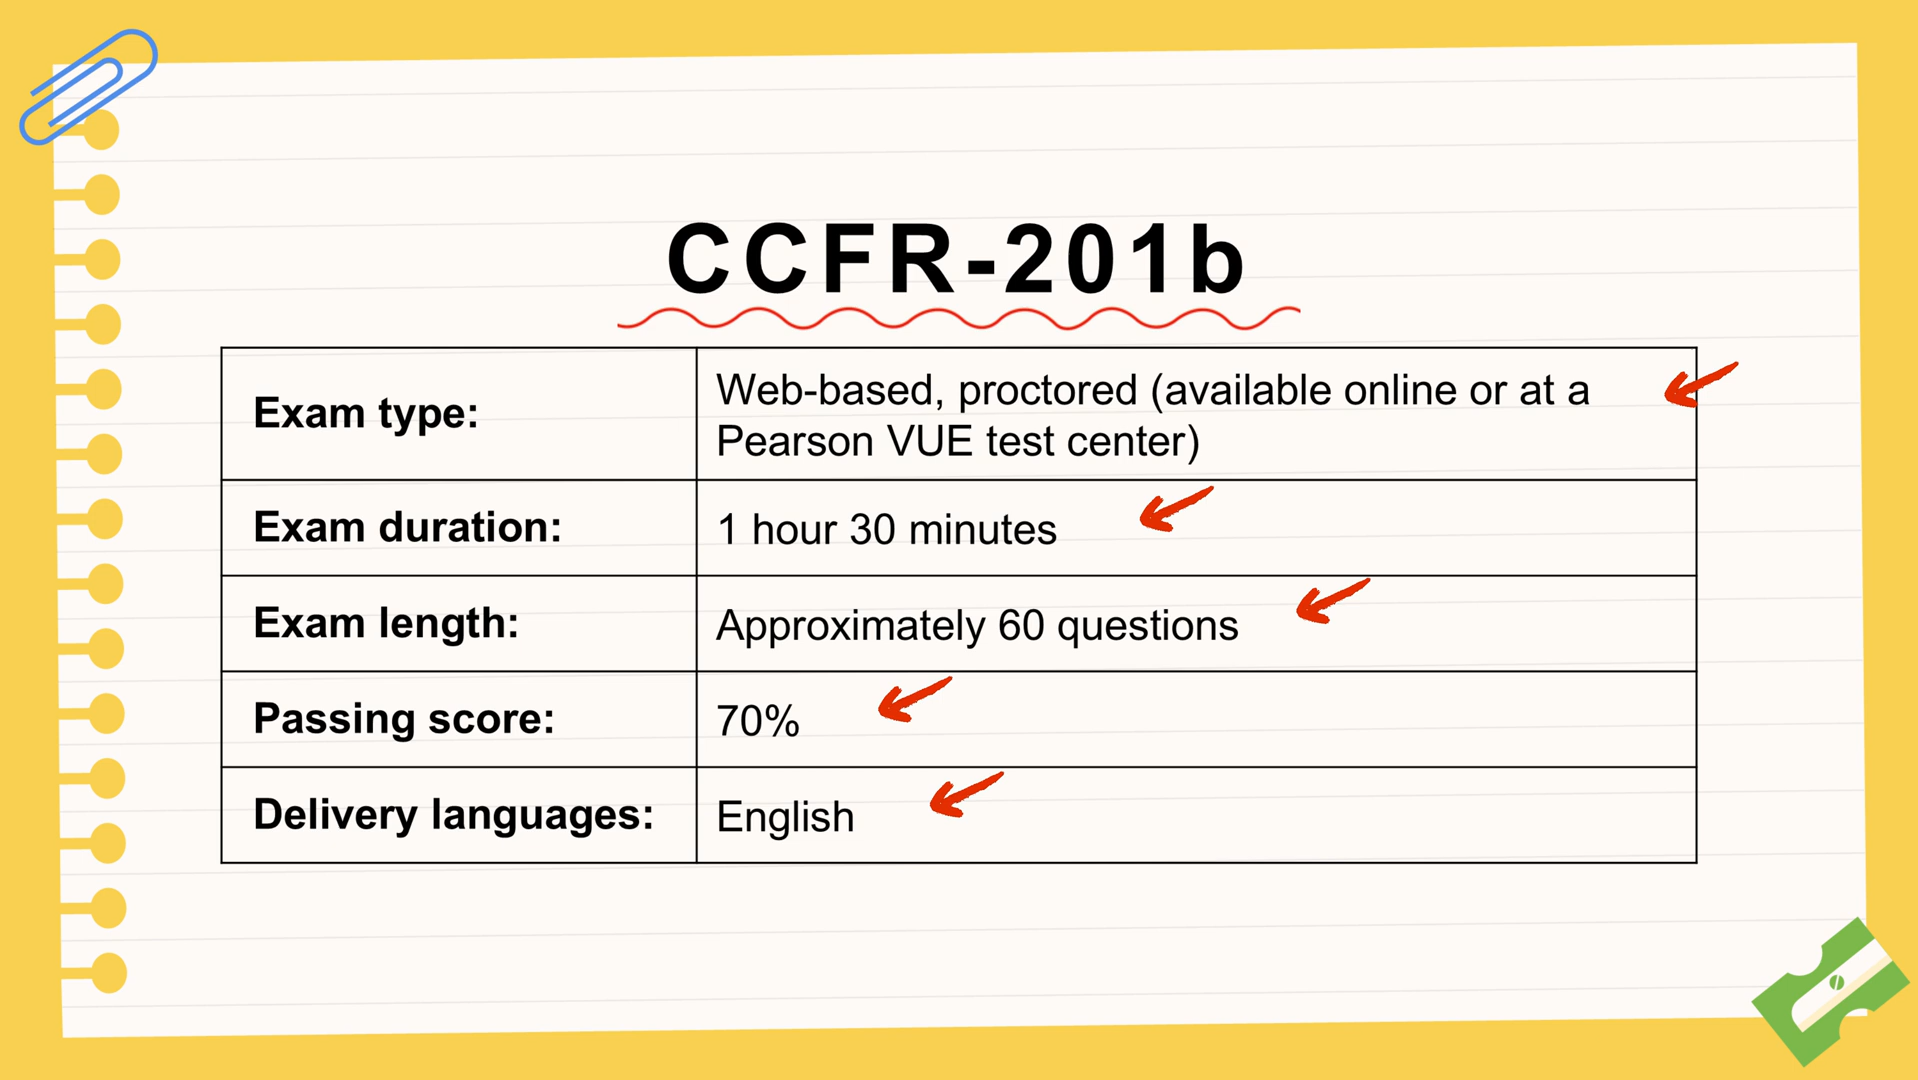 CCFR-201b
Exam type:
Web-based, proctored (available online or at a
Pearson VUE test center)
Exam duration:
1 hour 30 minutes
Exam length:
Approximately 60 questions
Passing score:
70%
Delivery languages:
English